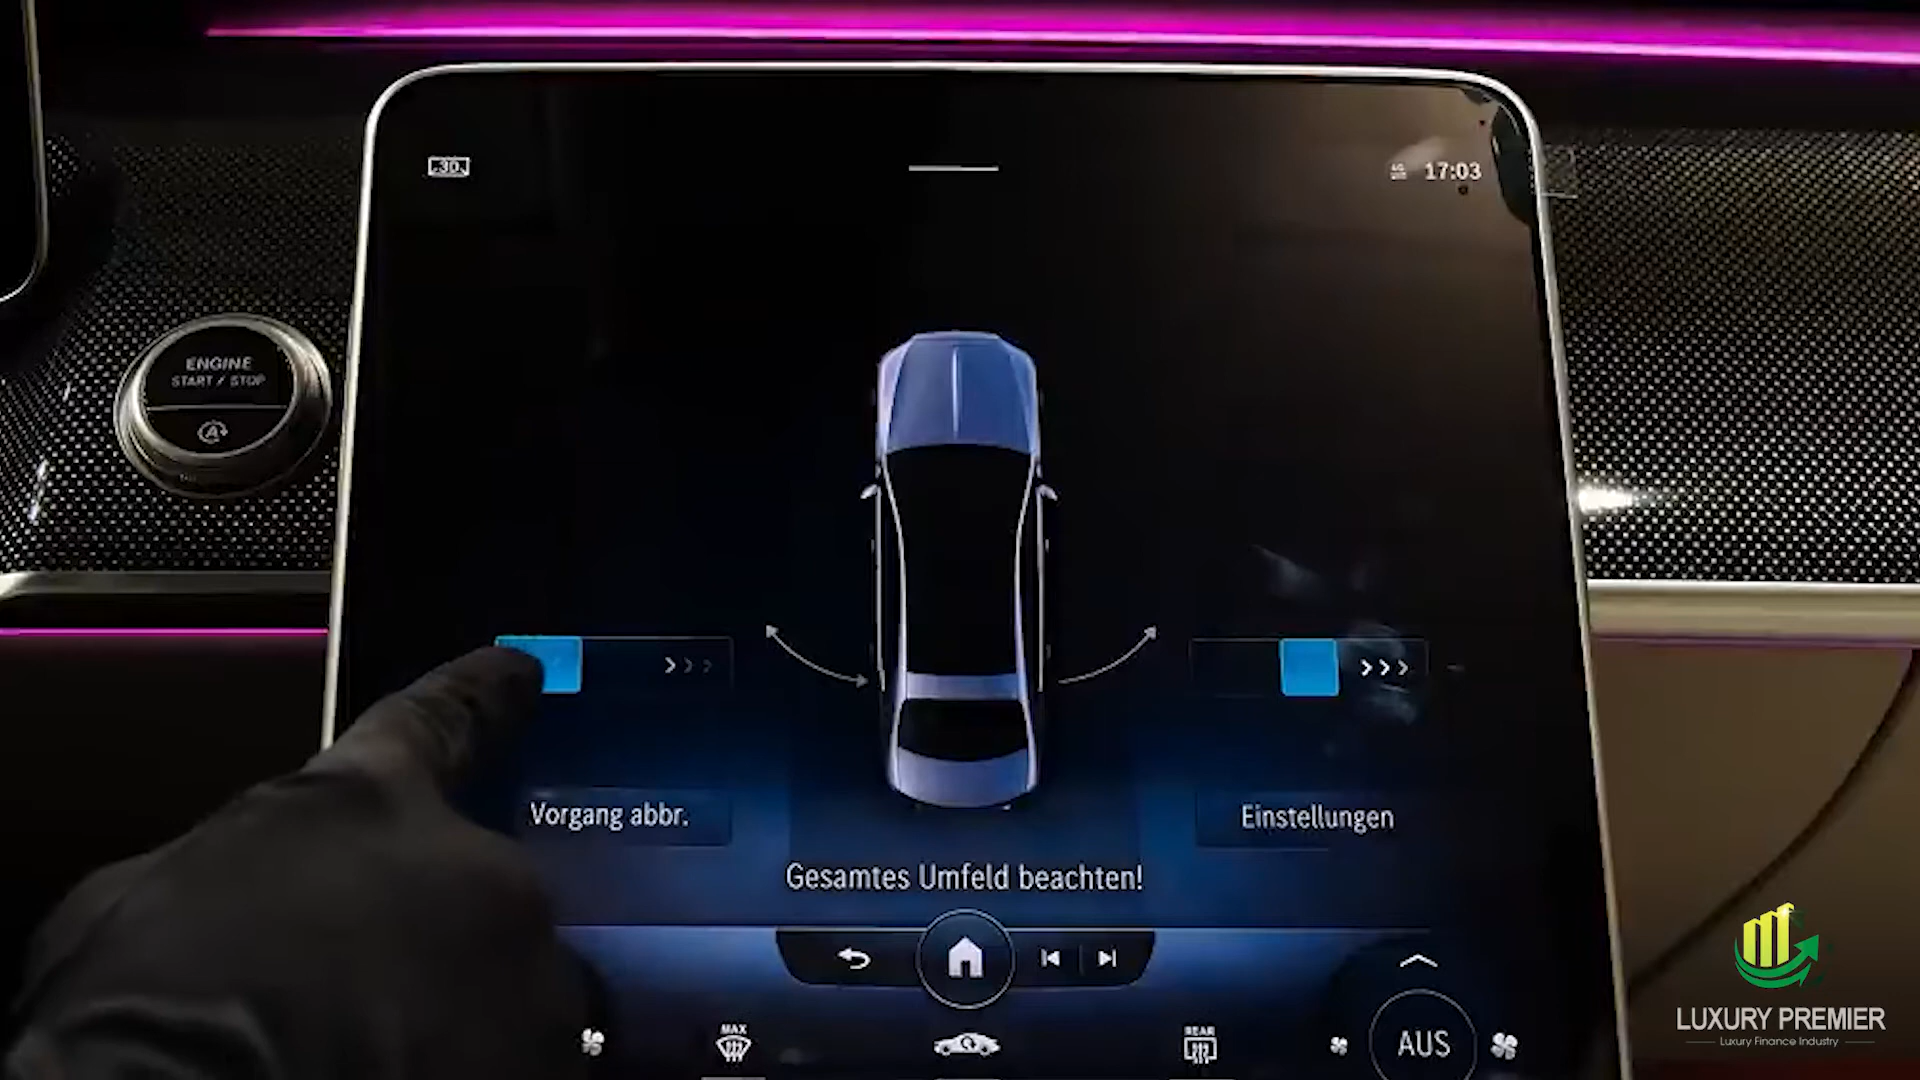 30
17:03
ENGINE
START / STOP
A
Vorgang abbr.
Einstellungen
Gesamtes Umfeld beachten!
MAX
REAR
AUS
LUXURY PREMIER
Luxury Finance Industry